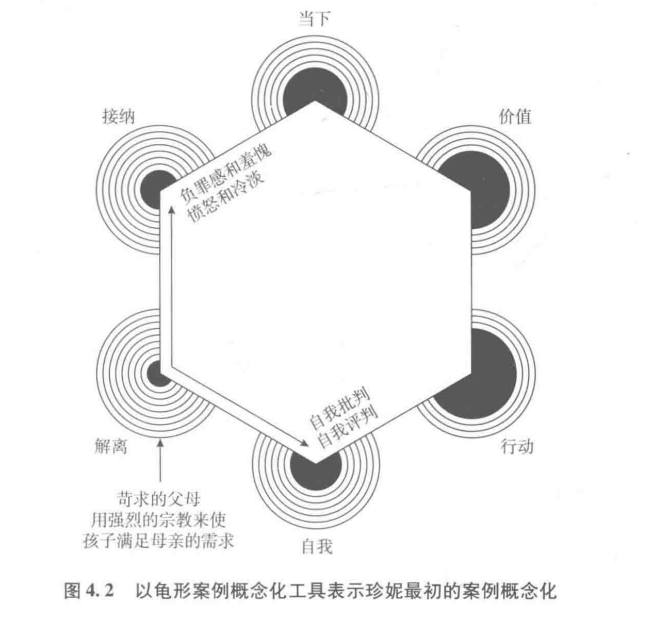 当下
接纳
价值
负罪感和羞愧
愤怒和冷淡
自我批判
自我评判
解离
行动
苛求的父母
用强烈的宗教来使
孩子满足母亲的需求
自我
图 4.2 以龟形案例概念化工具表示珍妮最初的案例概念化